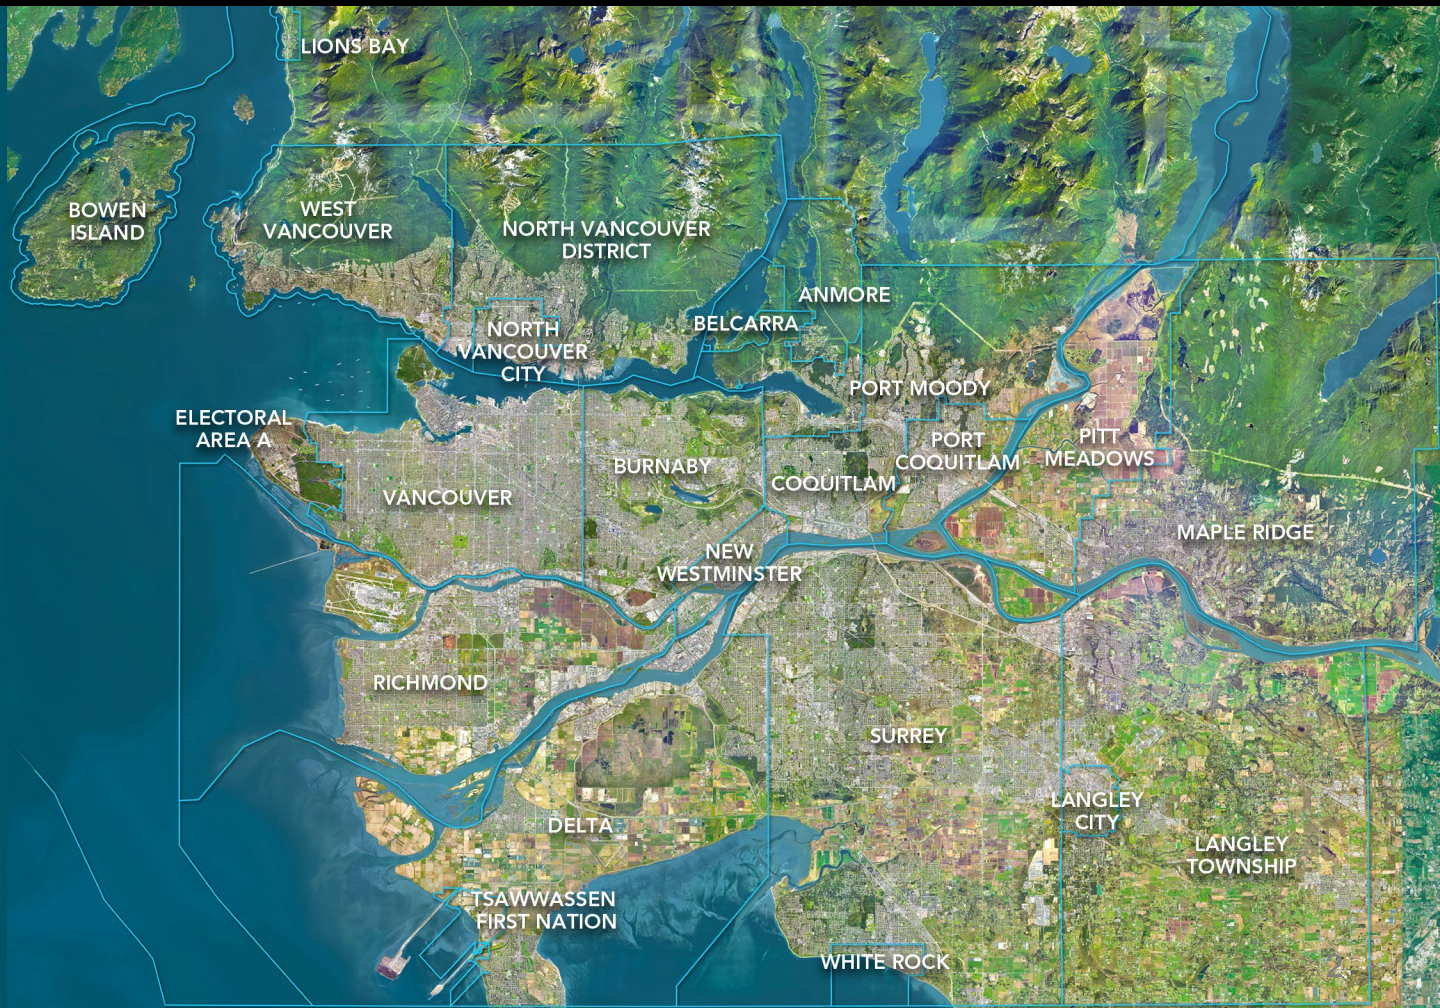 LIONS BAY
BOWEN
ISLAND
WEST
VANCOUVER
NORTH VANCOUVER
DISTRICT
ANMORE
BELCARRA
NORTH
VANCOUVER
CITY
PORT MOODY
ELECTORAL
AREA A
PORT
COQUITLAM
PITT
MEADOWS
BURNABY
COQUITLAM
VANCOUVER
MAPLE RIDGE
NEW
WESTMINSTER
RICHMOND
SURREY
LANGLEY
CITY
DELTA
LANGLEY
TOWNSHIP
TSAWWASSEN
FIRST NATION
WHITE ROCK